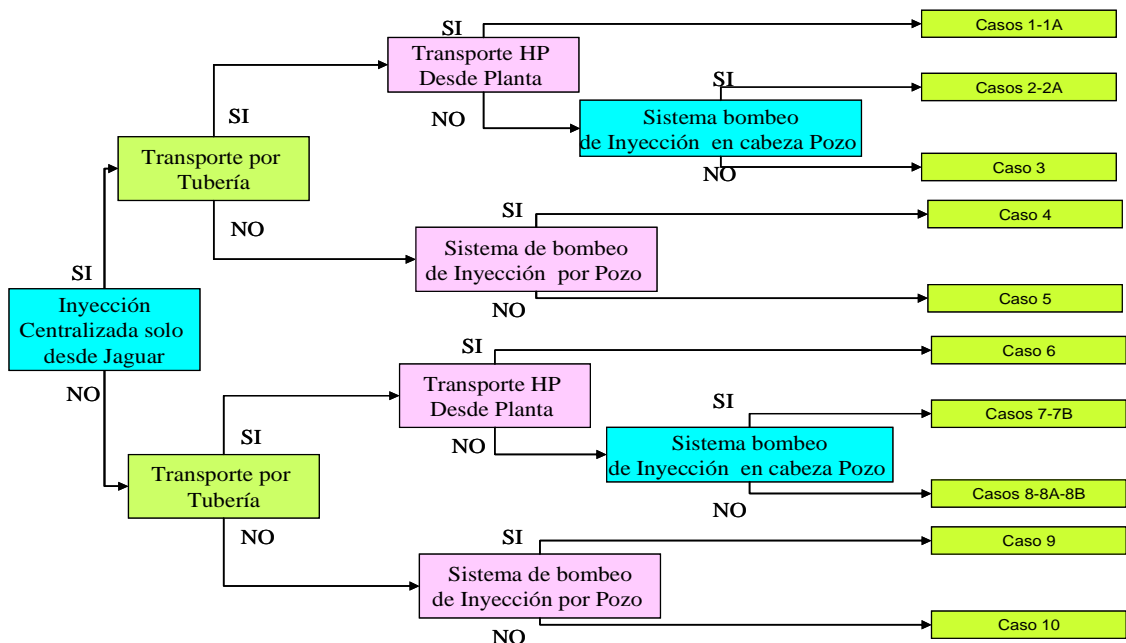 SI
Transporte HP
Desde Planta
NO
Casos 1-1A
SI
Sistema bombeo
de Inyección en cabeza Pozo
NO
Casos 2-2A
Caso 3
SI
Transporte por
Tubería
NO
SI
Sistema de bombeo
de Inyección por Pozo
NO
Caso 4
Caso 5
SI
Inyección
Centralizada solo
desde Jaguar
NO
SI
Transporte HP
Desde Planta
NO
Caso 6
SI
Sistema bombeo
de Inyección en cabeza Pozo
NO
Casos 7-7B
Casos 8-8A-8B
SI
Transporte por
Tubería
NO
SI
Sistema de bombeo
de Inyección por Pozo
NO
Caso 9
Caso 10